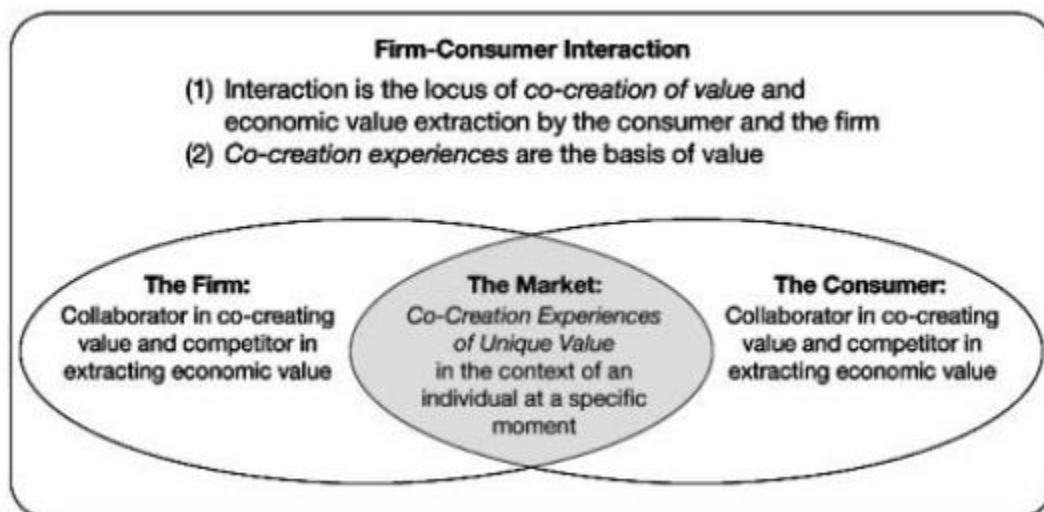 Firm-Consumer Interaction
(1) Interaction is the locus of co-creation of value and
economic value extraction by the consumer and the firm
(2) Co-creation experiences are the basis of value
The Firm:
Collaborator in co-creating
value and competitor in
extracting economic value
The Market:
Co-Creation Experiences
of Unique Value
in the context of an
individual at a specific
moment
The Consumer:
Collaborator in co-creating
value and competitor in
extracting economic value